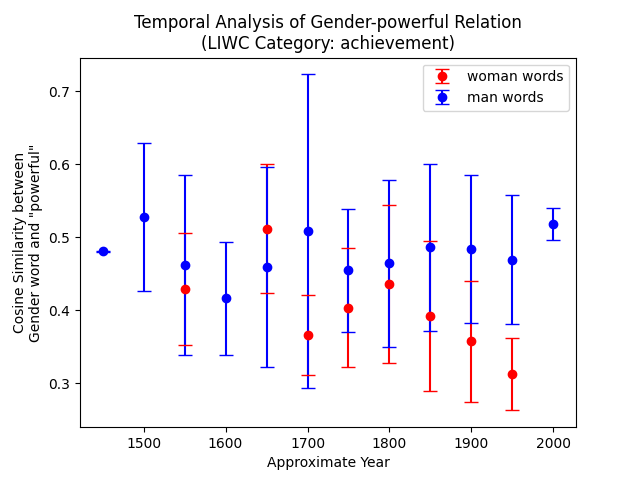 Temporal Analysis of Gender-powerful Relation
(LIWC Category: achievement)
woman words
man words
Cosine Similarity between
Gender word and "powerful"
0.7
0.6
0.5
0.4
0.3
1500
1600
1700
1800
1900
2000
Approximate Year